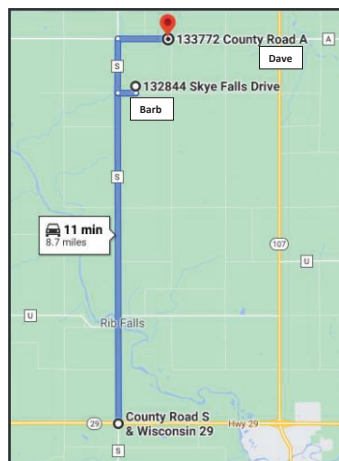 133772 County Road A
A
Dave
S
132844 Skye Falls Drive
Barb
S
11 min
8.7 miles
107
U
U
Rib Falls
County Road S
& Wisconsin 29
29
Hwy 29
S